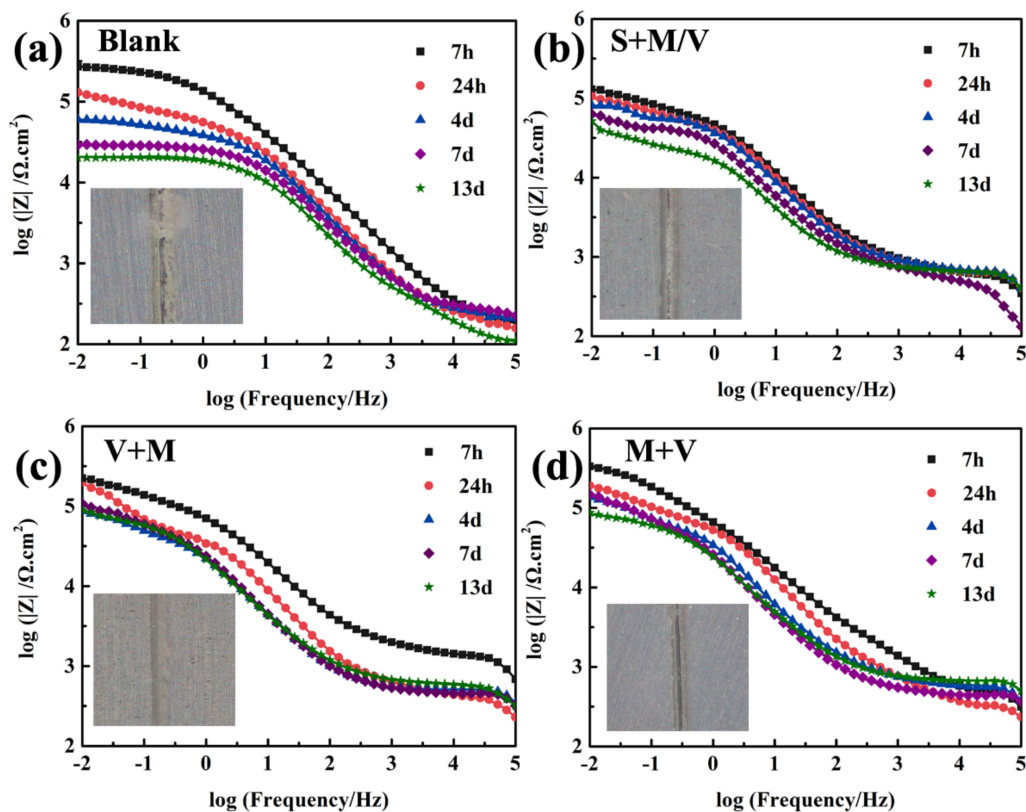 (a) Blank
7h
24h
4d
7d
13d
log (|Z| /Ω.cm²)
6
5
4
3
2
-2 -1 0 1 2 3 4 5
log (Frequency/Hz)
(b) S+M/V
7h
24h
4d
7d
13d
log (|Z| /Ω.cm²)
6
5
4
3
2
-2 -1 0 1 2 3 4 5
log (Frequency/Hz)
(c) V+M
7h
24h
4d
7d
13d
log (|Z| /Ω.cm²)
6
5
4
3
2
-2 -1 0 1 2 3 4 5
log (Frequency/Hz)
(d) M+V
7h
24h
4d
7d
13d
log (|Z| /Ω.cm²)
6
5
4
3
2
-2 -1 0 1 2 3 4 5
log (Frequency/Hz)